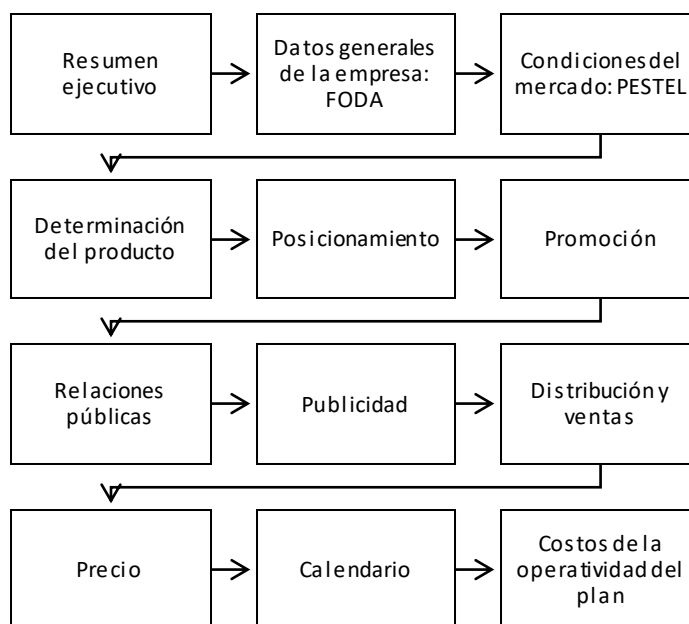 Resumen
ejecutivo
Datos generales
de la empresa:
FODA
Condiciones del
mercado: PESTEL
Determinación
del producto
Posicionamiento
Promoción
Relaciones
públicas
Publicidad
Distribución y
ventas
Precio
Calendario
Costos de la
operatividad del
plan